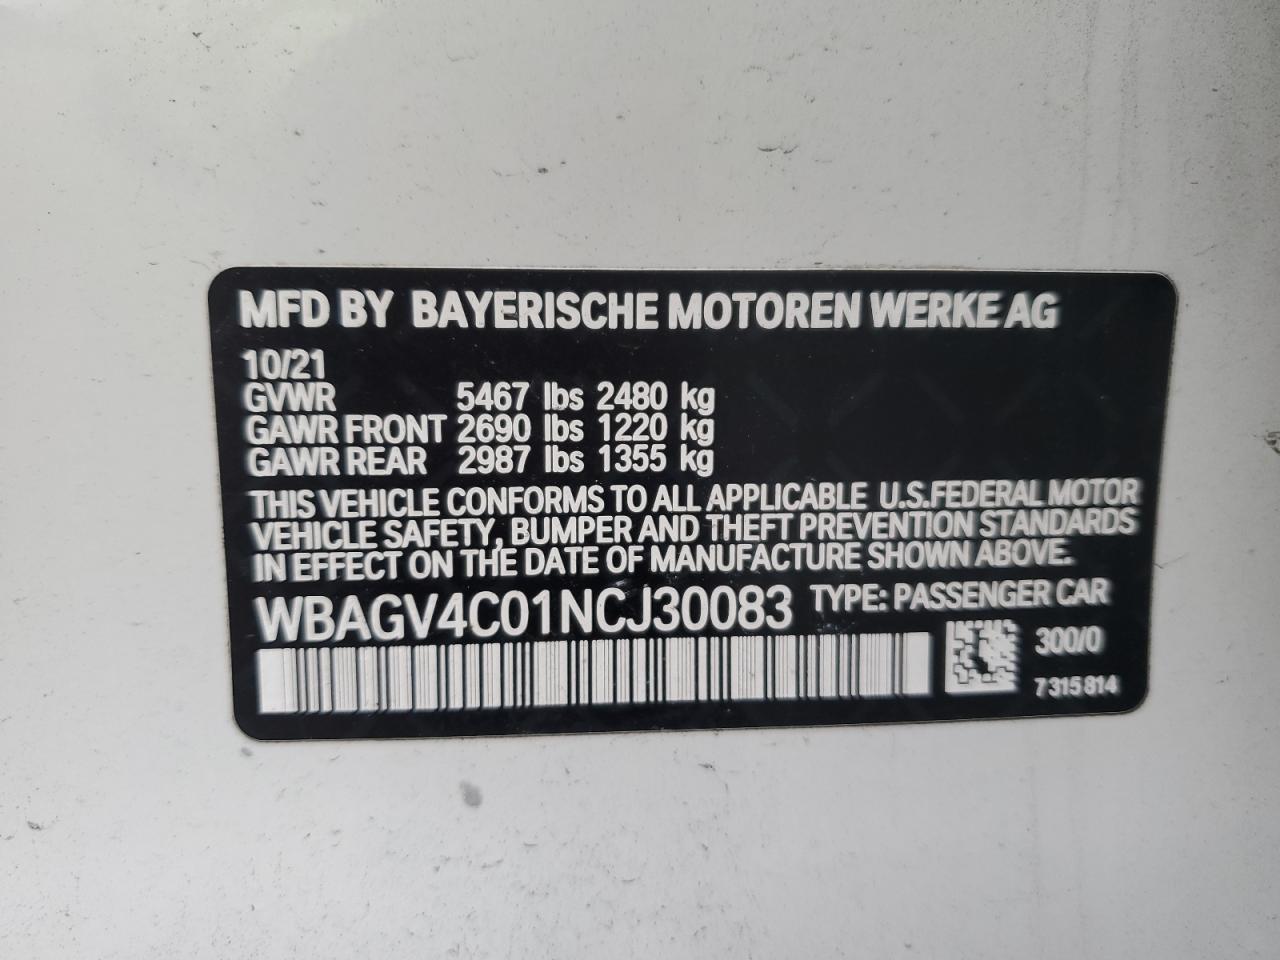 MFD BY BAYERISCHE MOTOREN WERKE AG
10/21
GVWR 5467 lbs 2480 kg
GAWR FRONT 2690 lbs 1220 kg
GAWR REAR 2987 lbs 1355 kg
THIS VEHICLE CONFORMS TO ALL APPLICABLE U.S.FEDERAL MOTOR
VEHICLE SAFETY, BUMPER AND THEFT PREVENTION STANDARDS
IN EFFECT ON THE DATE OF MANUFACTURE SHOWN ABOVE.
WBAGV4C01NCJ30083 TYPE: PASSENGER CAR
300/0
7 315 814